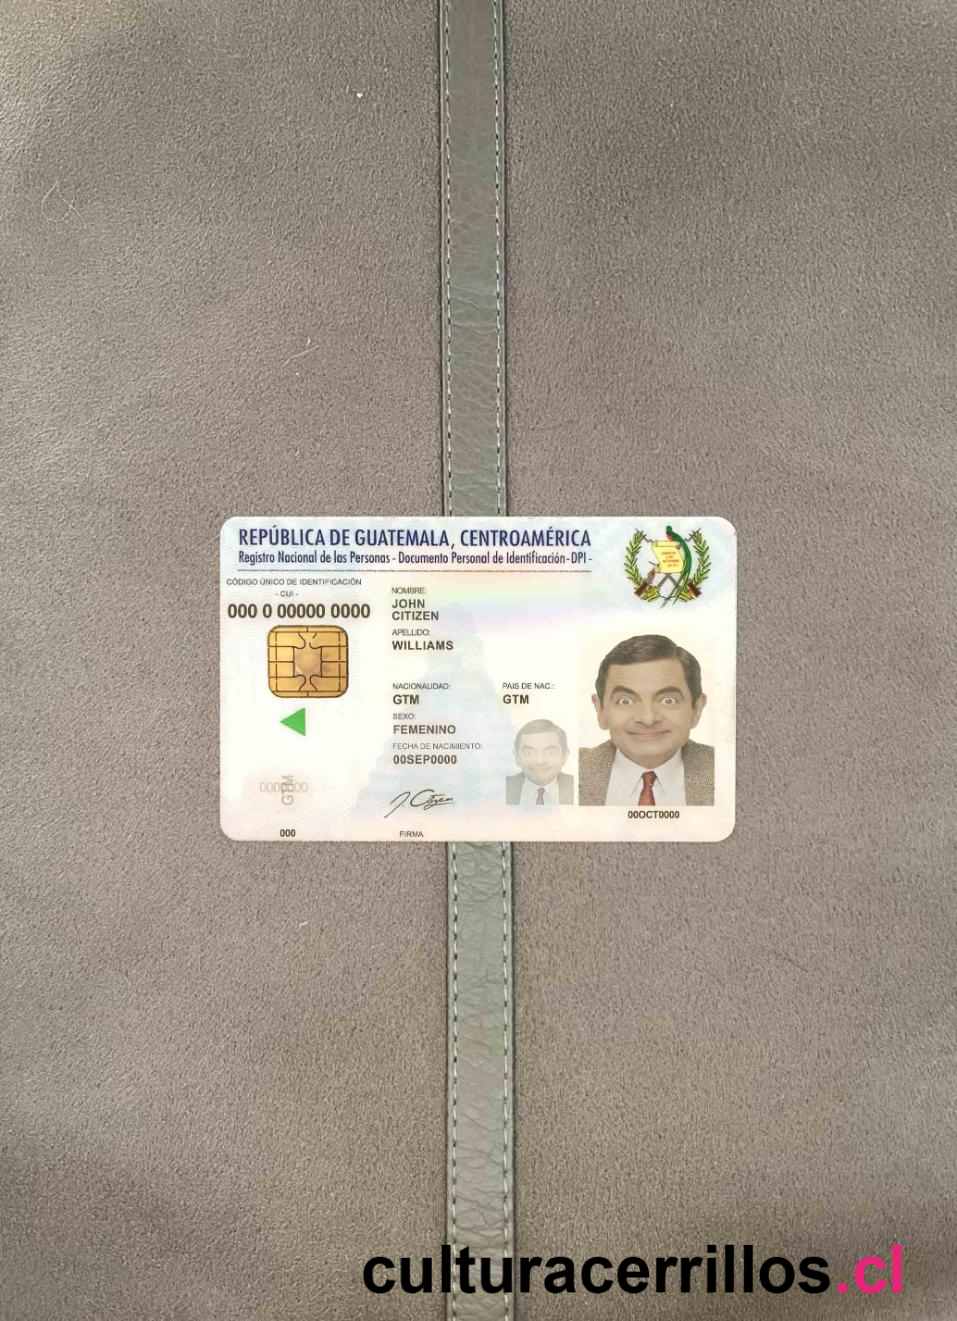 REPÚBLICA DE GUATEMALA, CENTROAMÉRICA
Registro Nacional de las Personas - Documento Personal de Identificación - DPI -
CÓDIGO ÚNICO DE IDENTIFICACIÓN
- CUI -
000 0 00000 0000
NOMBRE:
JOHN
CITIZEN
APELLIDO:
WILLIAMS
NACIONALIDAD:
GTM
PAIS DE NAC.:
GTM
SEXO:
FEMENINO
FECHA DE NACIMIENTO:
00SEP0000
GTM
000
FIRMA
00OCT0000
culturacerrillos.cl